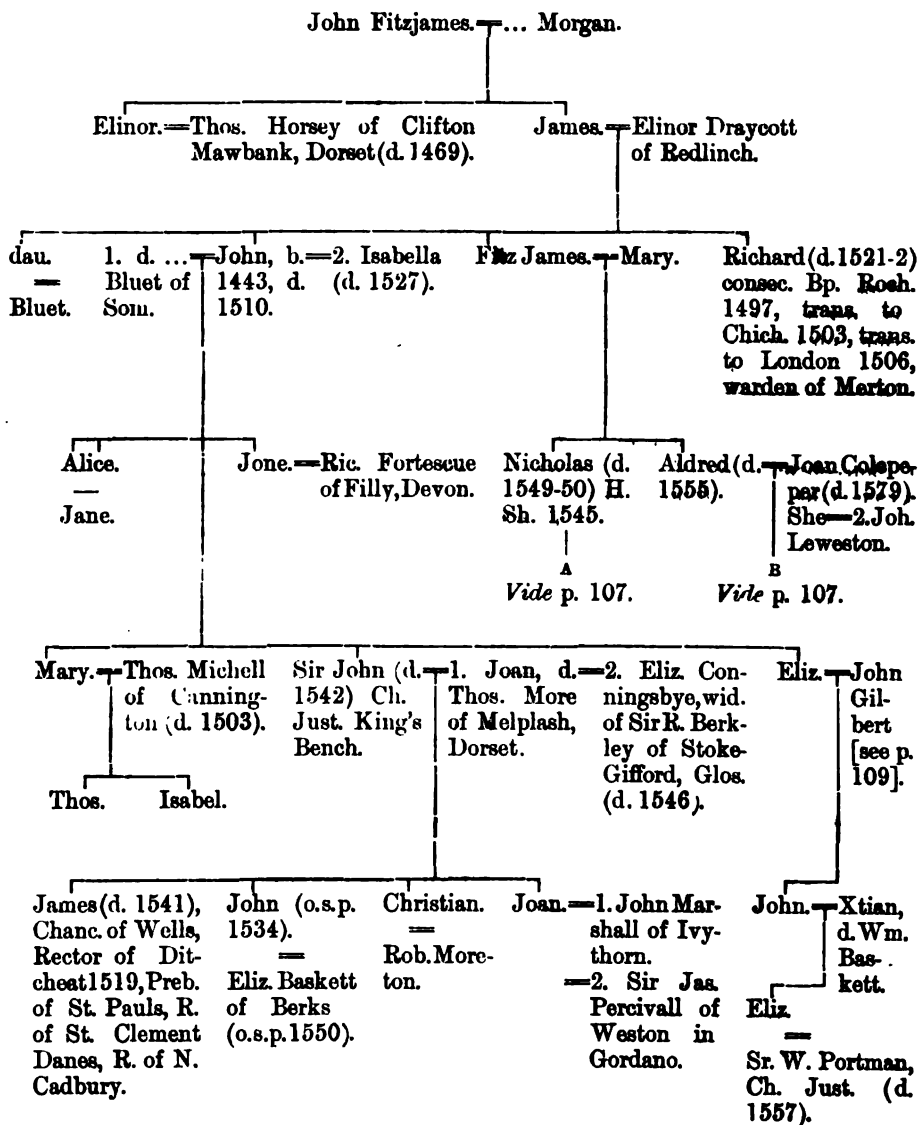 John Fitzjames.=... Morgan.
Elinor.=Thos. Horsey of Clifton
Mawbank, Dorset (d. 1469).
James.=Elinor Draycott
of Redlinch.
dau.
=
Bluet.
1. d. ...=John, b.=2. Isabella
Bluet of 1443, d. (d. 1527).
Som. 1510.
Fitz James.=Mary.
Richard (d. 1521-2)
consec. Bp. Rosh.
1497, trans. to
Chich. 1503, trans.
to London 1506,
warden of Merton.
Alice.
—
Jane.
Jone.=Ric. Fortescue
of Filly, Devon.
Nicholas (d.
1549-50) H.
Sh. 1545.
A
Vide p. 107.
Aldred (d.=Joan Colepe-
1555). par (d. 1579).
She=2. Joh.
Leweston.
B
Vide p. 107.
Mary.=Thos. Michell
of Canning-
ton (d. 1503).
Sir John (d.=1. Joan, d.=2. Eliz. Con-
1542) Ch. Thos. More ningsbye, wid.
Just. King's of Melplash, of Sir R. Berk-
Bench. Dorset. ley of Stoke-
Gifford, Glos.
(d. 1546).
Eliz.=John
Gil-
bert
[see p.
109].
Thos. Isabel.
James (d. 1541),
Chanc. of Wells,
Rector of Dit-
cheat 1519, Preb.
of St. Pauls, R.
of St. Clement
Danes, R. of N.
Cadbury.
John (o.s.p.
1534).
=
Eliz. Baskett
of Berks
(o.s.p. 1550).
Christian.
=
Rob. More-
ton.
Joan.=1. John Mar-
shall of Ivy-
thorn.
=2. Sir Jas.
Percivall of
Weston in
Gordano.
John.=Xtian,
d. Wm.
Bas-
kett.
Eliz.
=
Sr. W. Portman,
Ch. Just. (d.
1557).